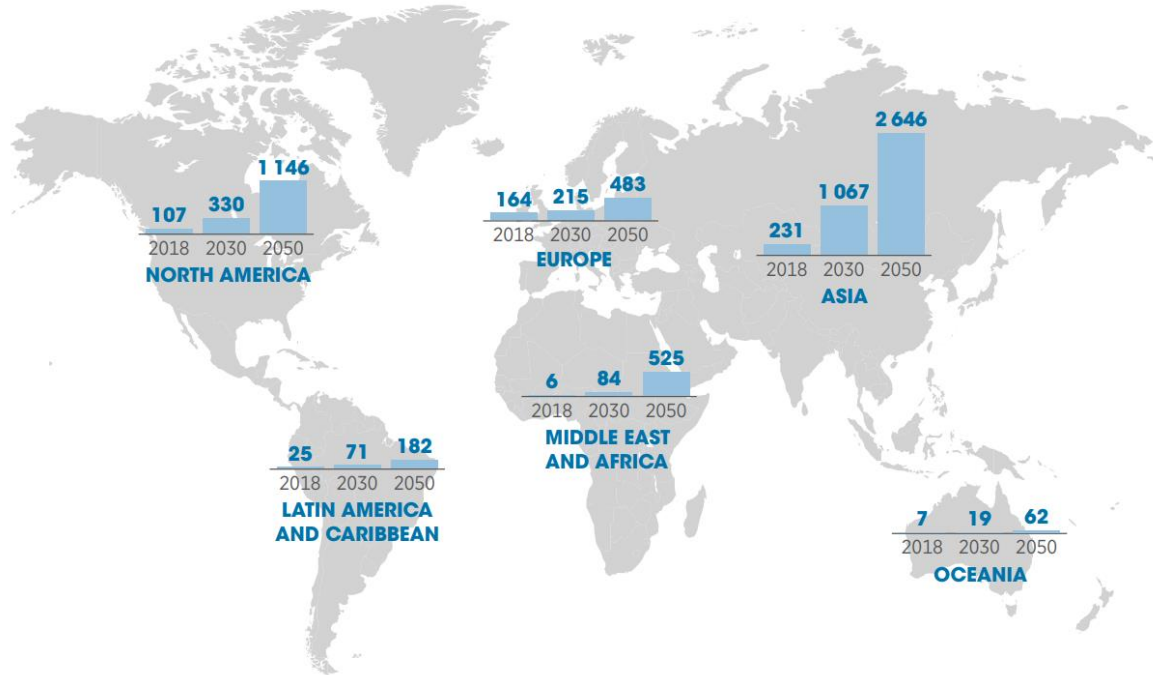 1 146
107 330
2018 2030 2050
NORTH AMERICA
164 215 483
2018 2030 2050
EUROPE
2 646
1 067
231
2018 2030 2050
ASIA
6 84 525
2018 2030 2050
MIDDLE EAST
AND AFRICA
25 71 182
2018 2030 2050
LATIN AMERICA
AND CARIBBEAN
7 19 62
2018 2030 2050
OCEANIA